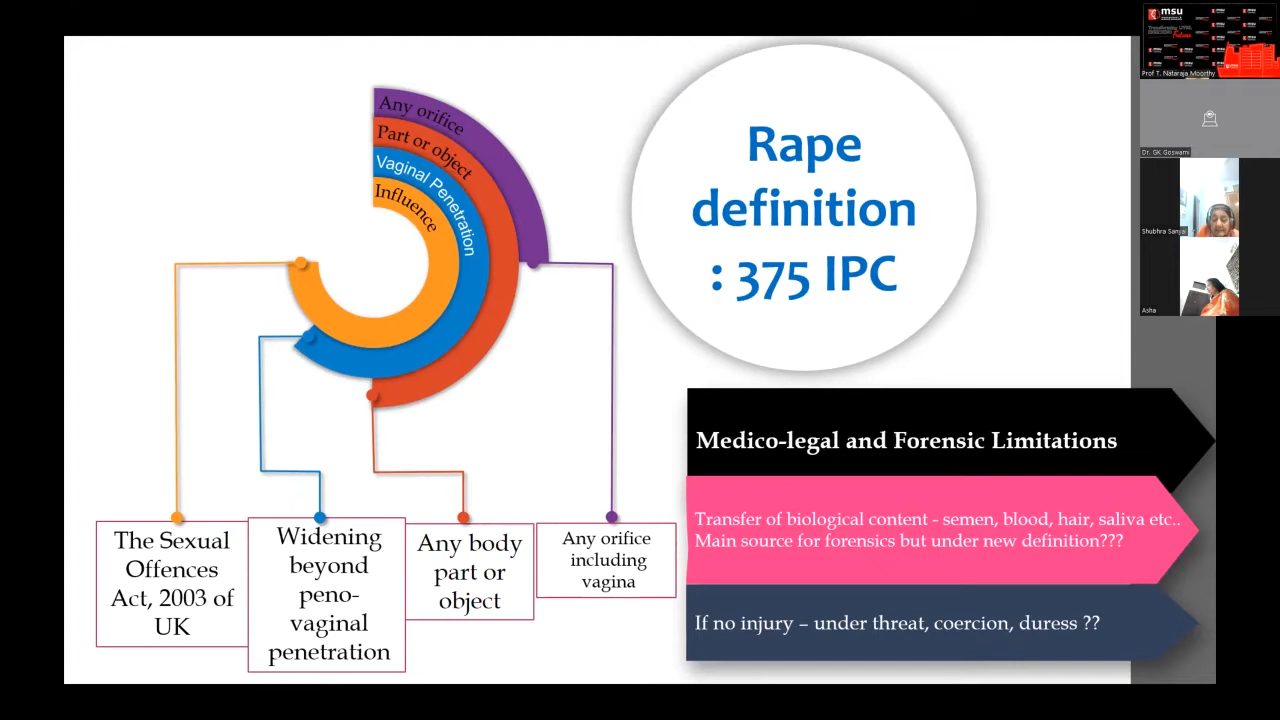 Any orifice
Part or object
Vaginal Penetration
Influence
Rape
definition
: 375 IPC
The Sexual
Offences
Act, 2003 of
UK
Widening
beyond
peno-
vaginal
penetration
Any body
part or
object
Any orifice
including
vagina
Medico-legal and Forensic Limitations
Transfer of biological content - semen, blood, hair, saliva etc..
Main source for forensics but under new definition???
If no injury – under threat, coercion, duress ??
msu
Future
Prof T. Nataraja Moorthy
Dr. GK Goswami
Shubhra Sanjai
Asha